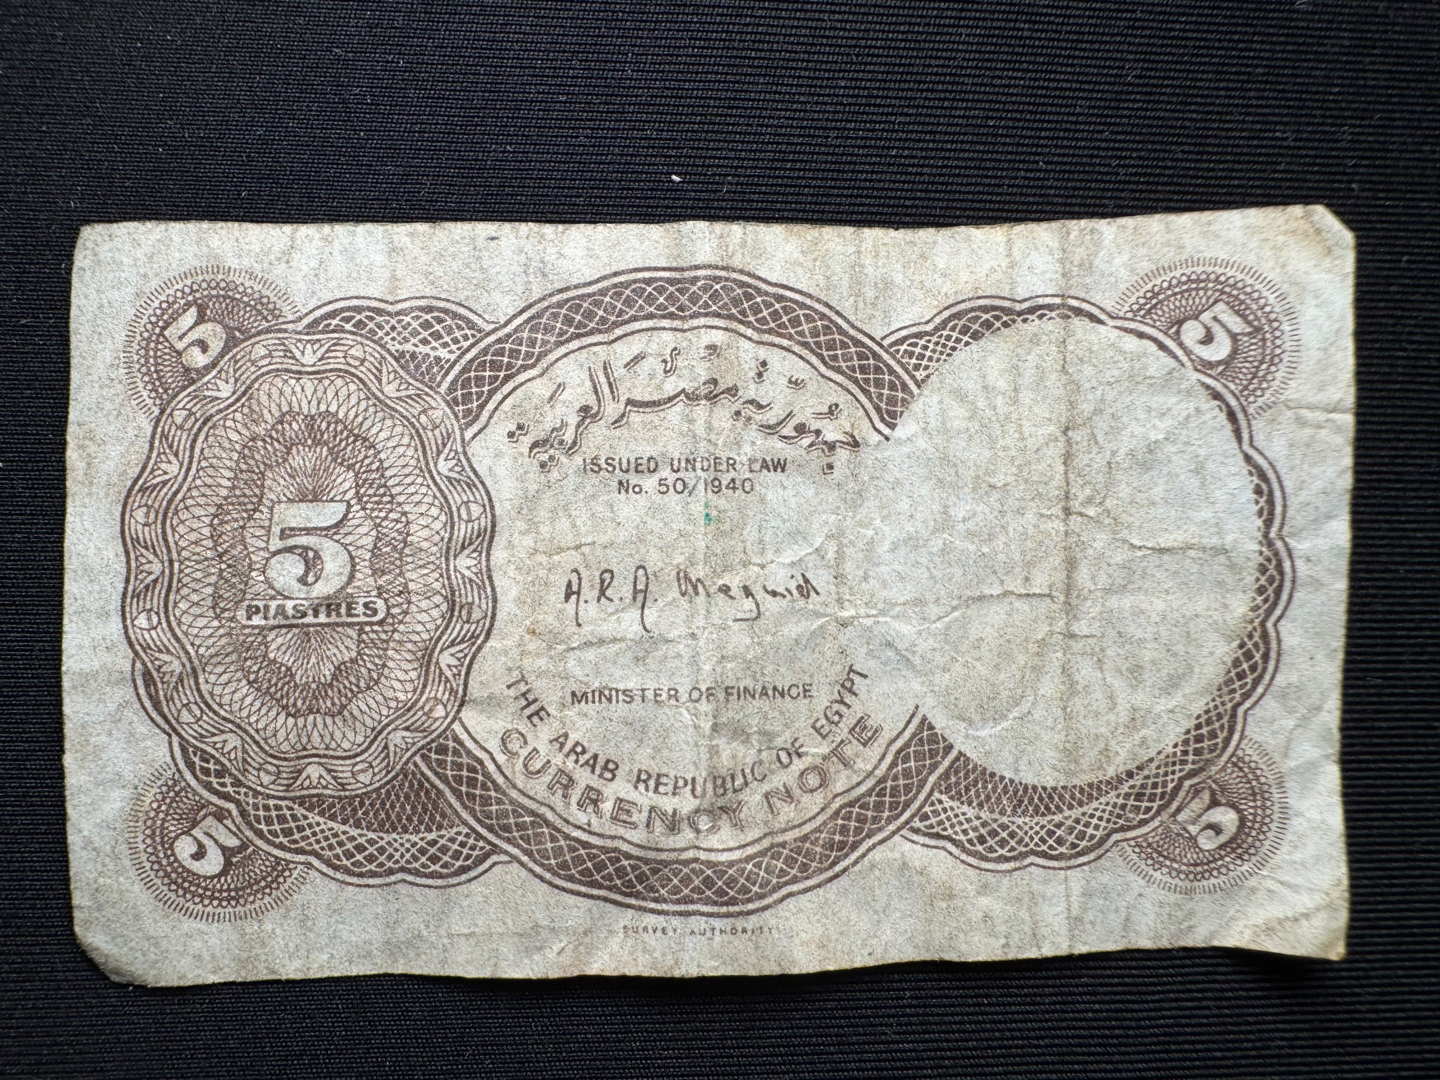 5
5
جمهورية مصر العربية
ISSUED UNDER LAW
No. 50/1940
5
PIASTRES
A.R.A. Meguid
MINISTER OF FINANCE
THE ARAB REPUBLIC OF EGYPT
CURRENCY NOTE
5
5
SURVEY AUTHORITY